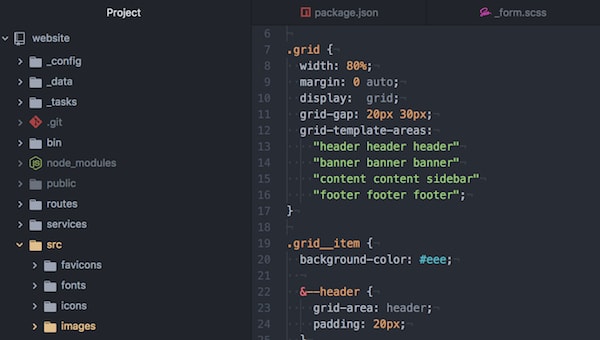 Project
website
_config
_data
_tasks
.git
bin
node_modules
public
routes
services
src
favicons
fonts
icons
images
package.json
_form.scss
6
7 .grid {
8 width: 80%;
9 margin: 0 auto;
10 display:  grid;
11 grid-gap: 20px 30px;
12 grid-template-areas:
13 "header header header"
14 "banner banner banner"
15 "content content sidebar"
16 "footer footer footer";
17 }
18
19 .grid__item {
20 background-color: #eee;
21
22 &--header {
23 grid-area: header;
24 padding: 20px;
25 }